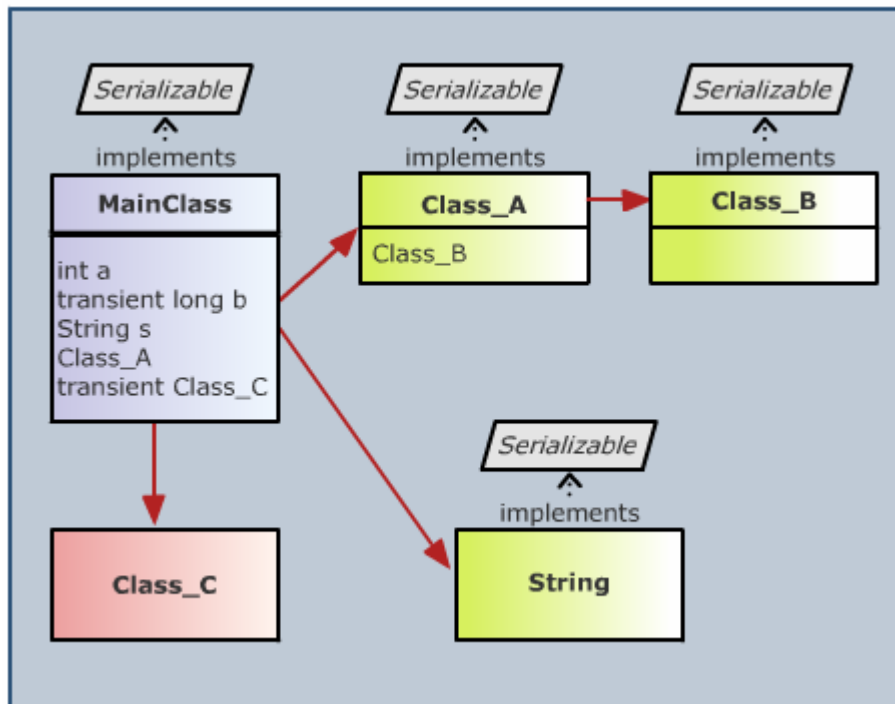 Serializable
Serializable
Serializable
implements
implements
implements
MainClass
Class_A
Class_B
int a
transient long b
String s
Class_A
transient Class_C
Class_B
Serializable
implements
Class_C
String